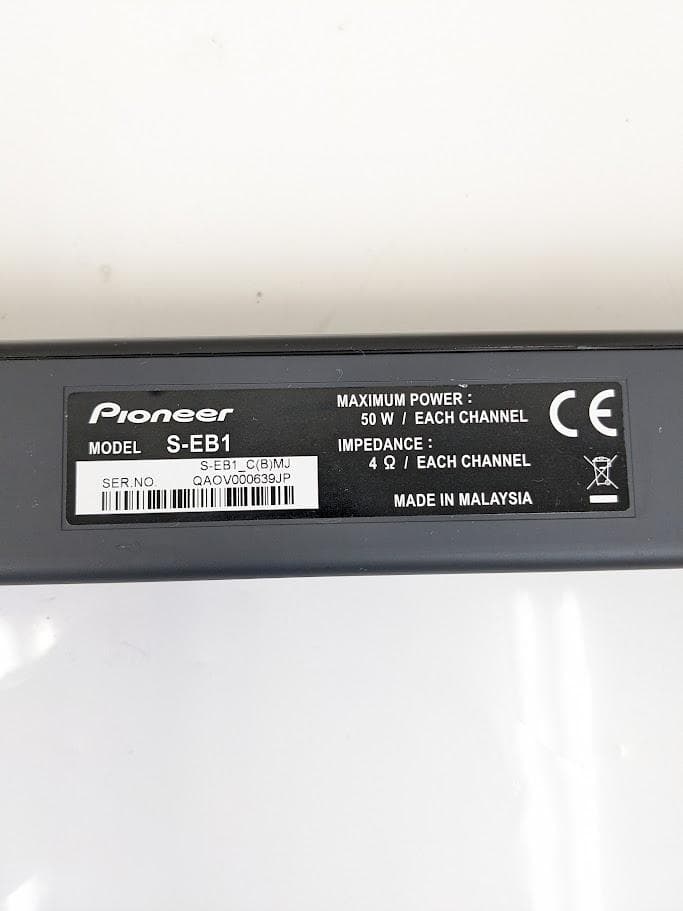 Pioneer
MODEL S-EB1
S-EB1_C(B)MJ
SER.NO. QAOV000639JP
MAXIMUM POWER :
50 W / EACH CHANNEL
IMPEDANCE :
4 Ω / EACH CHANNEL
MADE IN MALAYSIA
CE